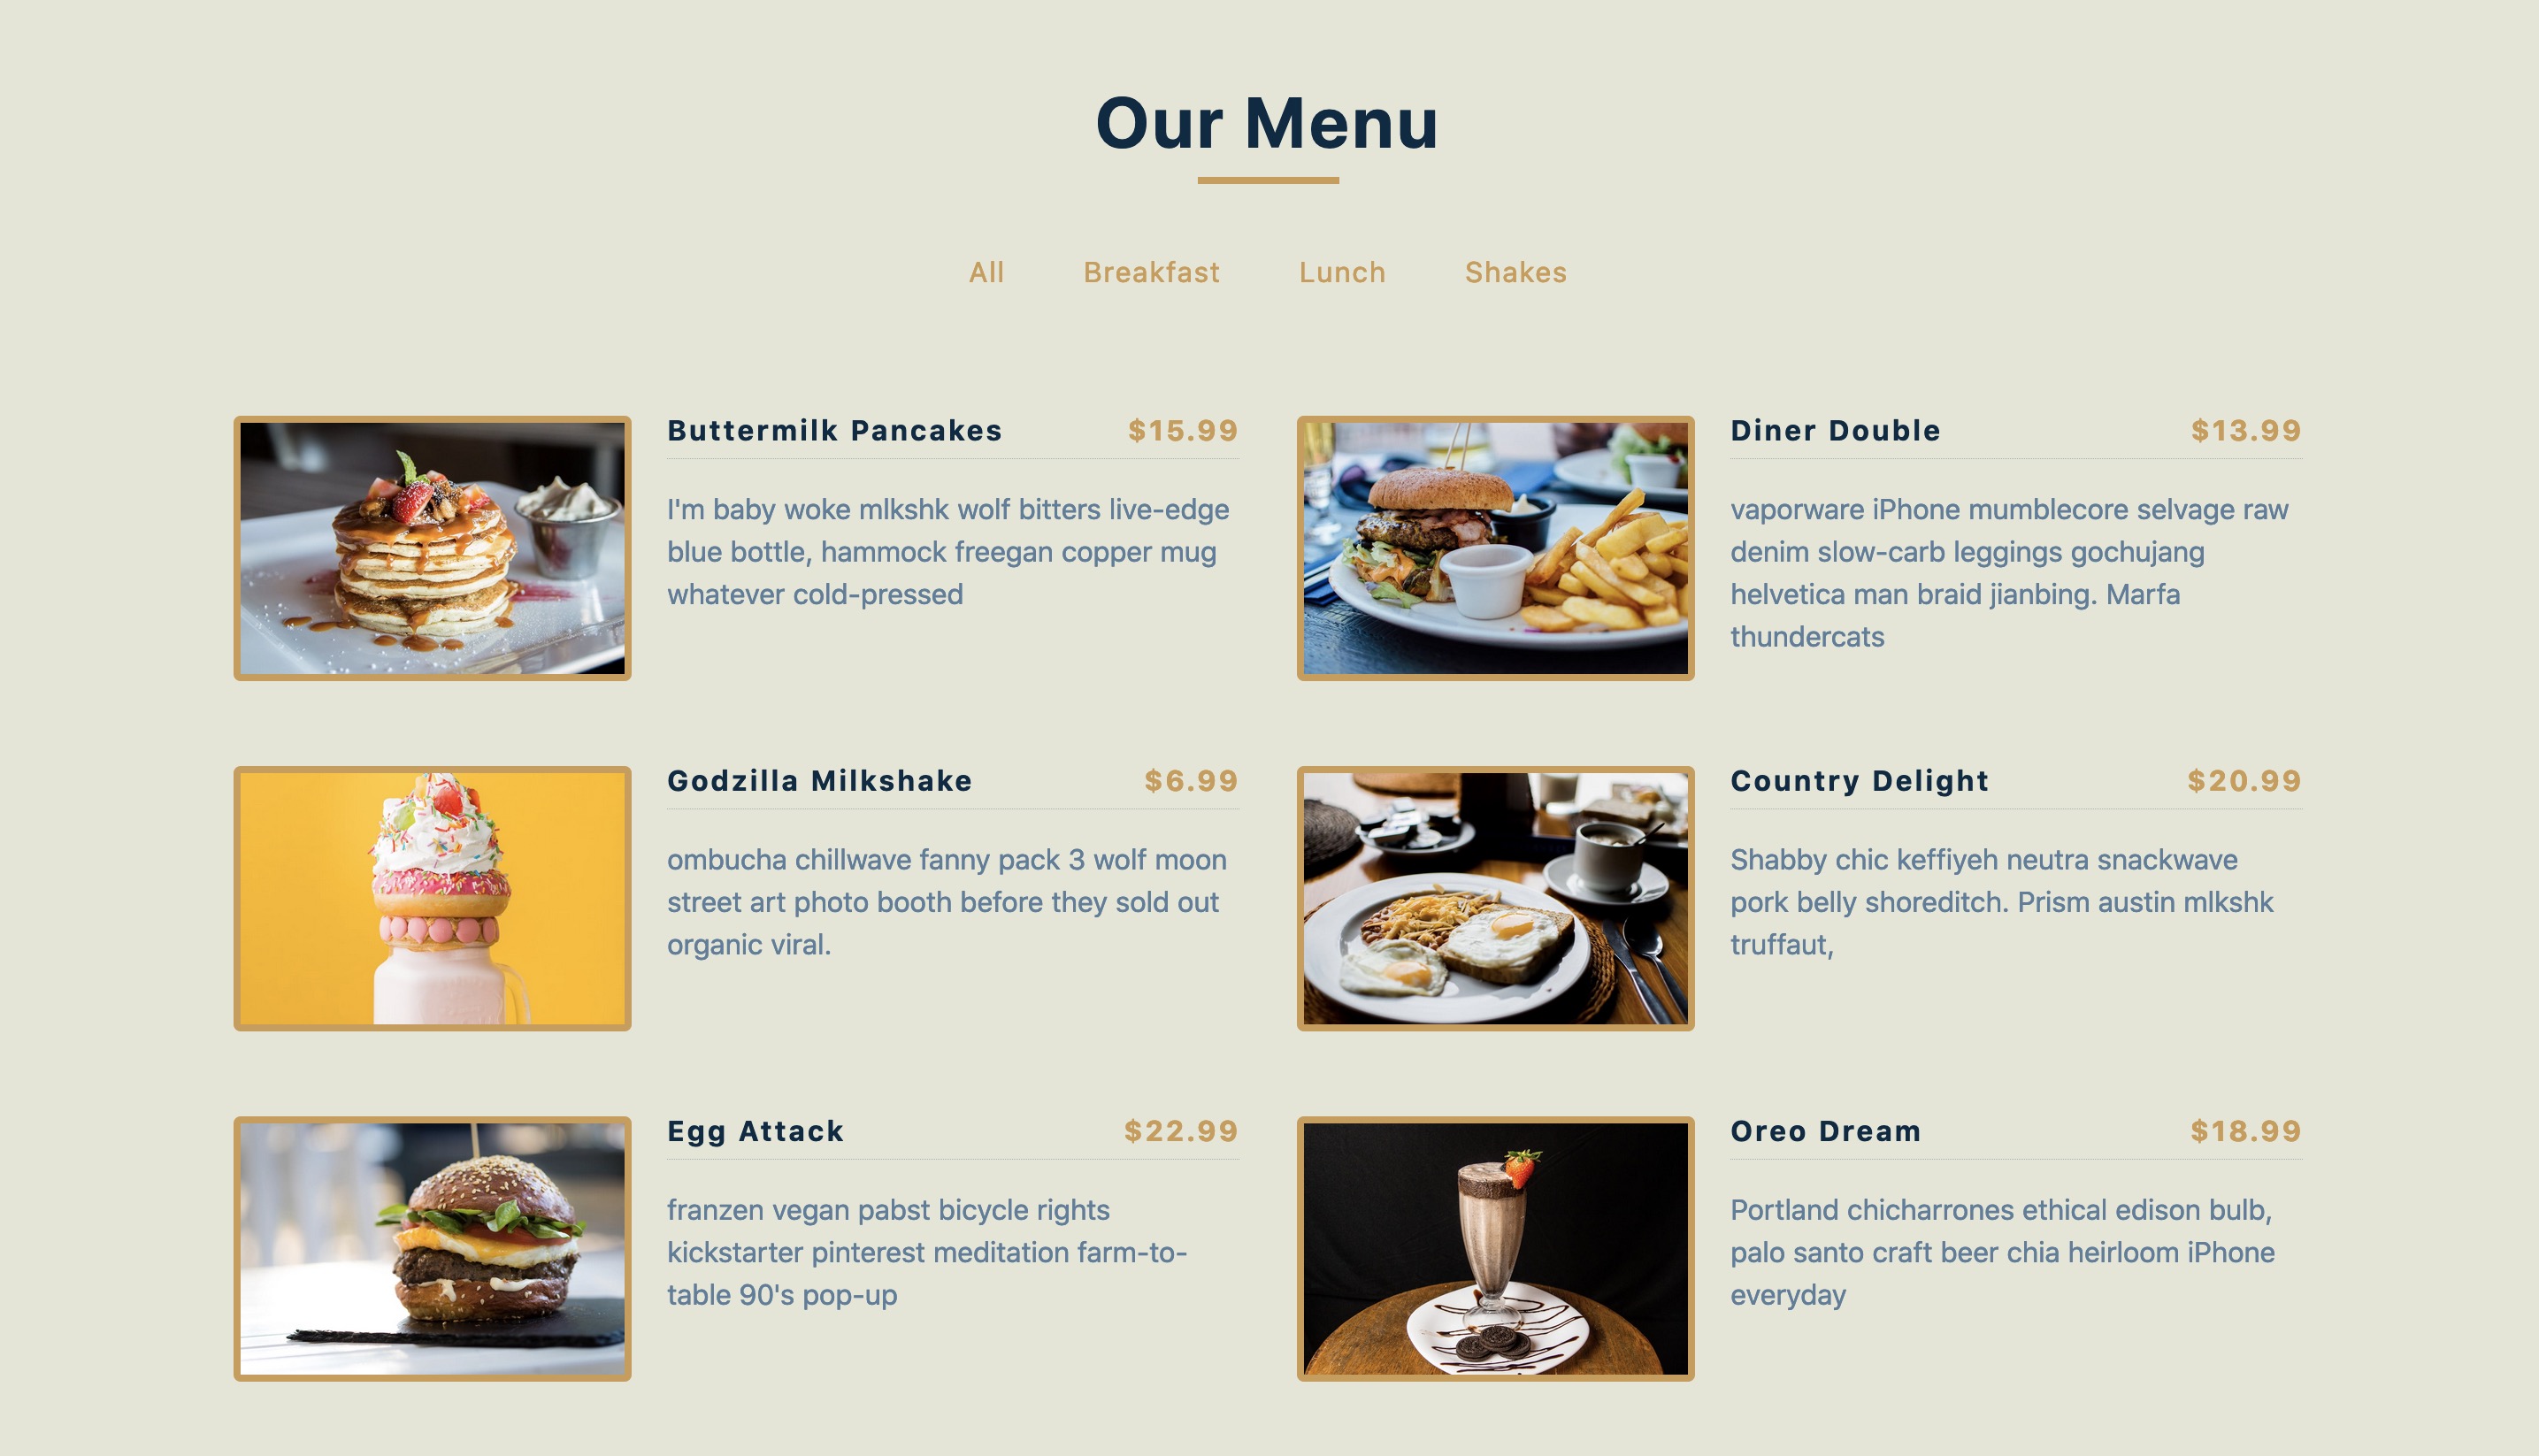 Our Menu
All Breakfast Lunch Shakes
Buttermilk Pancakes $15.99
I'm baby woke mlkshk wolf bitters live-edge
blue bottle, hammock freegan copper mug
whatever cold-pressed
Diner Double $13.99
vaporware iPhone mumblecore selvage raw
denim slow-carb leggings gochujang
helvetica man braid jianbing. Marfa
thundercats
Godzilla Milkshake $6.99
ombucha chillwave fanny pack 3 wolf moon
street art photo booth before they sold out
organic viral.
Country Delight $20.99
Shabby chic keffiyeh neutra snackwave
pork belly shoreditch. Prism austin mlkshk
truffaut,
Egg Attack $22.99
franzen vegan pabst bicycle rights
kickstarter pinterest meditation farm-to-
table 90's pop-up
Oreo Dream $18.99
Portland chicharrones ethical edison bulb,
palo santo craft beer chia heirloom iPhone
everyday